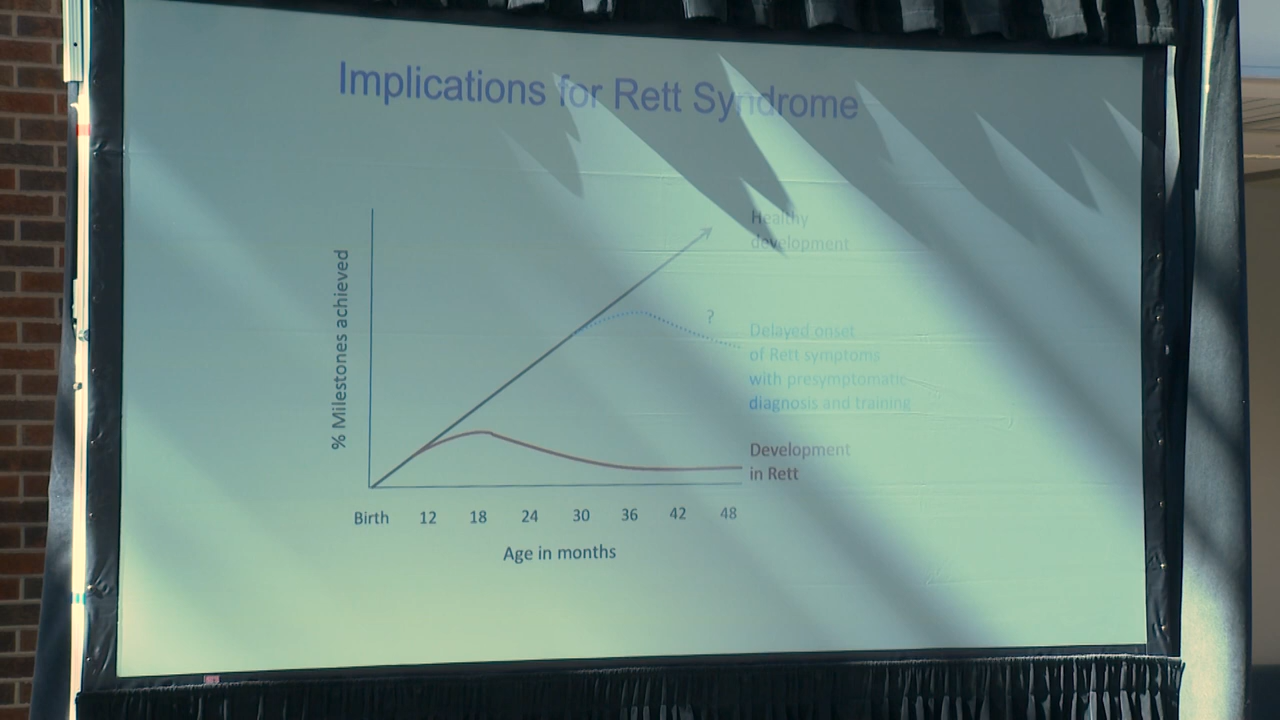 Implications for Rett Syndrome
% Milestones achieved
Healthy
development
?
Delayed onset
of Rett symptoms
with presymptomatic
diagnosis and training
Development
in Rett
Birth 12 18 24 30 36 42 48
Age in months